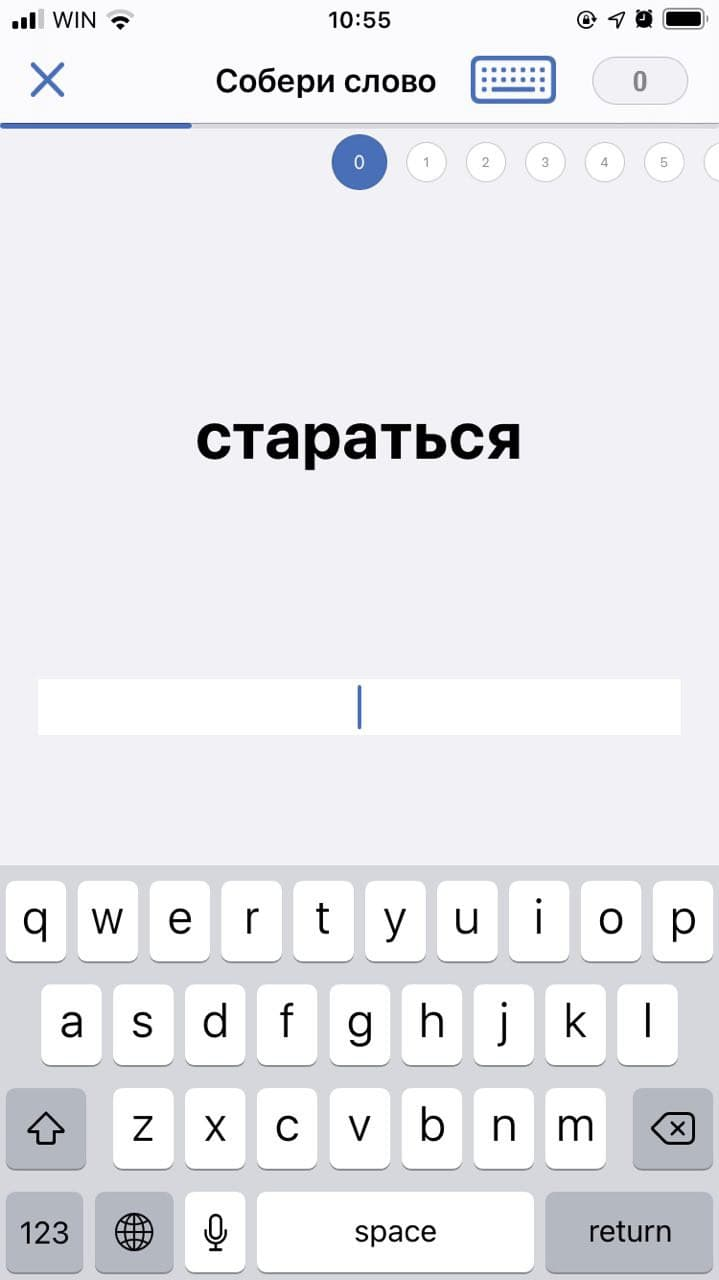 WIN 10:55
Собери слово 0
0 1 2 3 4 5
стараться
q w e r t y u i o p
a s d f g h j k l
z x c v b n m
123 space return